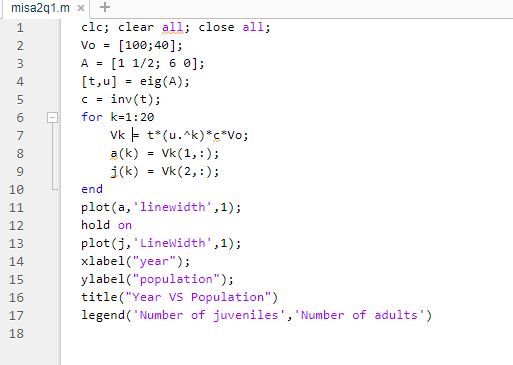 misa2q1.m × +
1 clc; clear all; close all;
2 Vo = [100;40];
3 A = [1 1/2; 6 0];
4 [t,u] = eig(A);
5 c = inv(t);
6 for k=1:20
7 Vk = t*(u.^k)*c*Vo;
8 a(k) = Vk(1,:);
9 j(k) = Vk(2,:);
10 end
11 plot(a,'linewidth',1);
12 hold on
13 plot(j,'LineWidth',1);
14 xlabel("year");
15 ylabel("population");
16 title("Year VS Population")
17 legend('Number of juveniles','Number of adults')
18